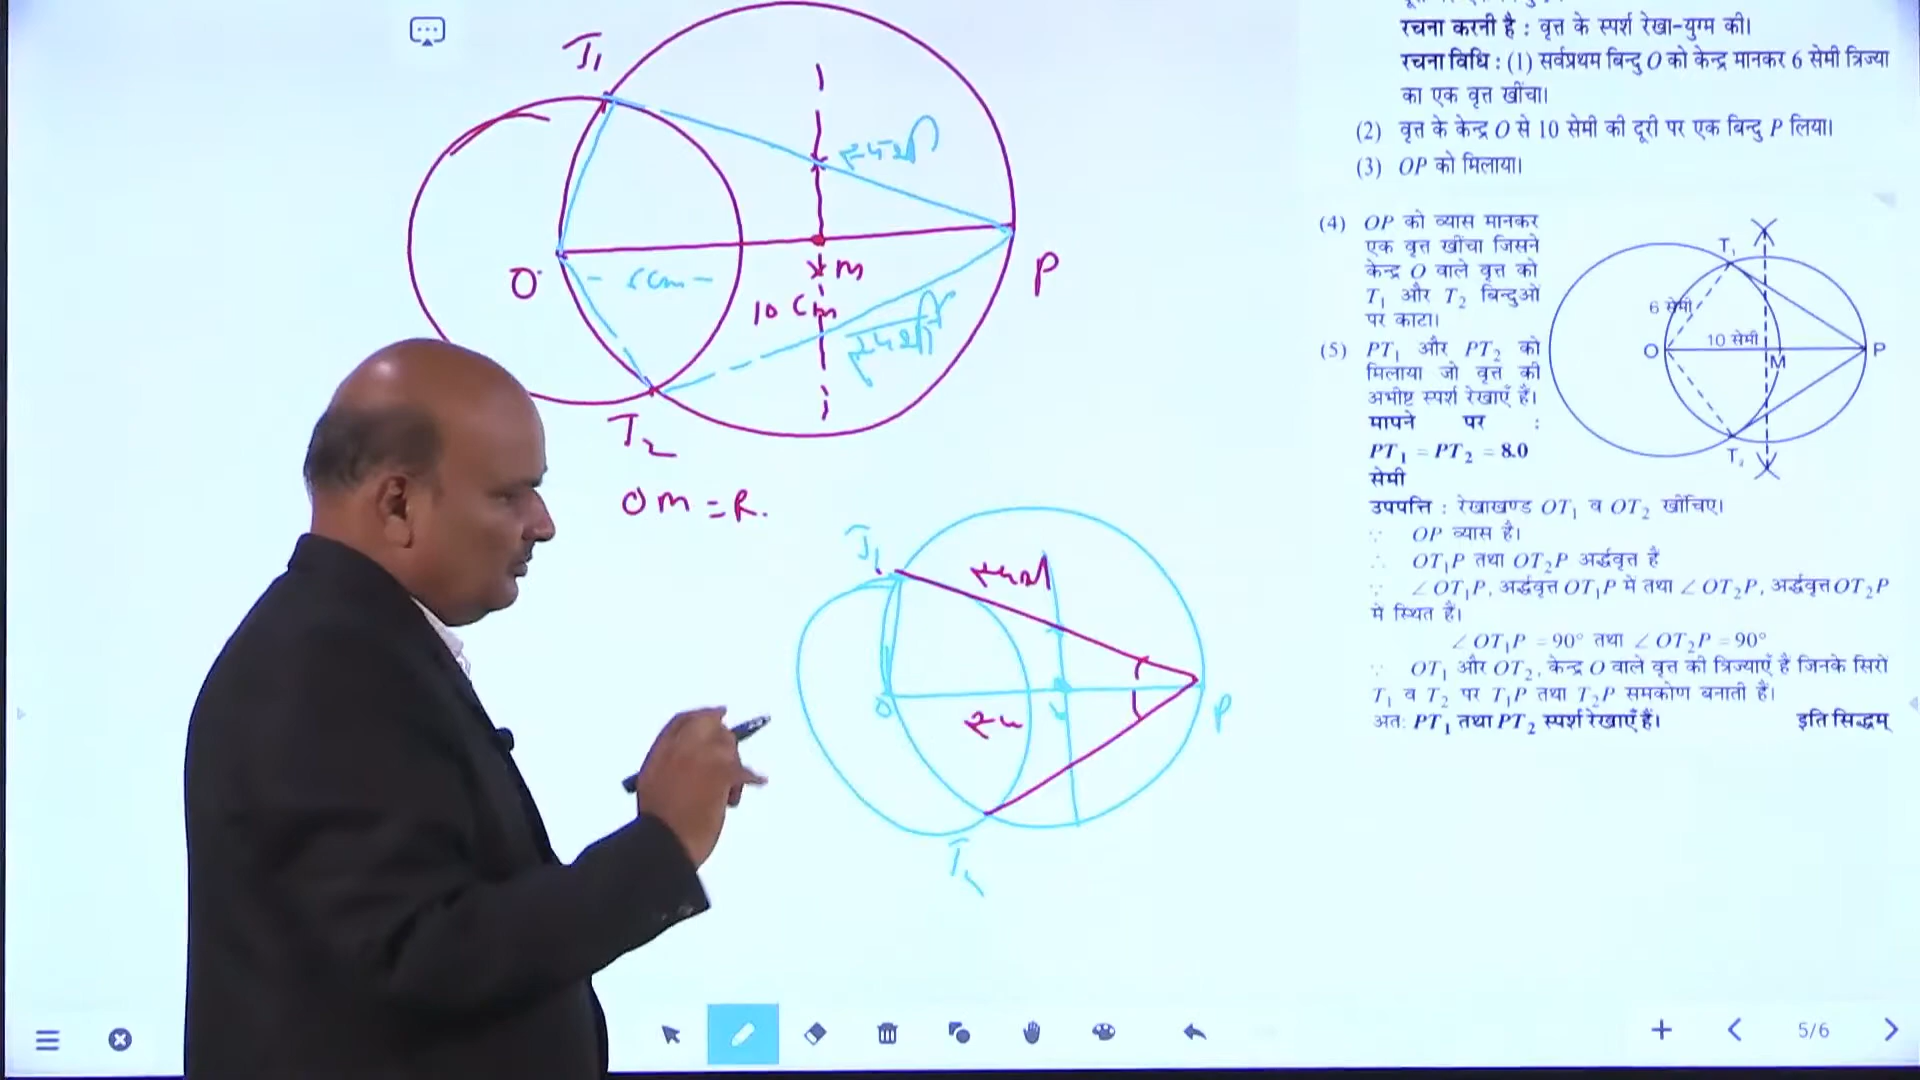 T₁
स्पर्शी
O
6cm
M
10 cm
P
स्पर्शी
T₂
OM = R.
T₁
स्पर्शी
O
P
रचना करनी है : वृत्त के स्पर्श रेखा-युग्म की।
रचना विधि : (1) सर्वप्रथम बिन्दु O को केन्द्र मानकर 6 सेमी त्रिज्या
का एक वृत्त खींचा।
(2) वृत्त के केन्द्र O से 10 सेमी की दूरी पर एक बिन्दु P लिया।
(3) OP को मिलाया।
(4) OP को व्यास मानकर
एक वृत्त खींचा जिसने
केन्द्र O वाले वृत्त को
T₁ और T₂ बिन्दुओं
पर काटा।
(5) PT₁ और PT₂ को
मिलाया जो वृत्त की
अभीष्ट स्पर्श रेखाएँ हैं।
मापने पर :
PT₁ = PT₂ = 8.0
सेमी
T₁
6 सेमी
10 सेमी
O
M
P
T₂
उपपत्ति : रेखाखण्ड OT₁ व OT₂ खींचिए।
∵ OP व्यास है।
∴ OT₁P तथा OT₂P अर्द्धवृत्त हैं
∵ ∠OT₁P, अर्द्धवृत्त OT₁P में तथा ∠OT₂P, अर्द्धवृत्त OT₂P
में स्थित हैं।
∠OT₁P = 90° तथा ∠OT₂P = 90°
∵ OT₁ और OT₂, केन्द्र O वाले वृत्त की त्रिज्याएँ हैं जिनके सिरों
T₁ व T₂ पर T₁P तथा T₂P समकोण बनाती हैं।
अतः PT₁ तथा PT₂ स्पर्श रेखाएँ हैं। इति सिद्धम्
5/6